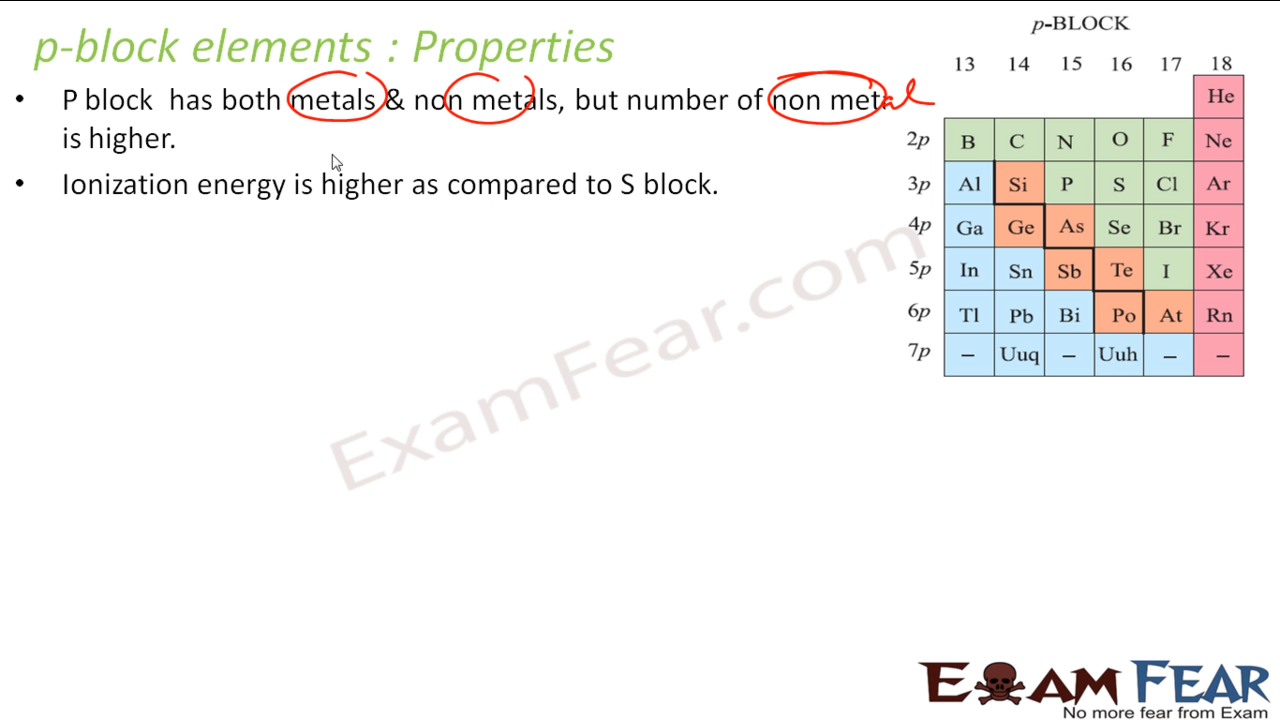 p-block elements : Properties
• P block has both metals & non metals, but number of non metal
is higher.
• Ionization energy is higher as compared to S block.
p-BLOCK
13 14 15 16 17 18
He
2p B C N O F Ne
3p Al Si P S Cl Ar
4p Ga Ge As Se Br Kr
5p In Sn Sb Te I Xe
6p Tl Pb Bi Po At Rn
7p – Uuq – Uuh – –
ExamFear.com
EXAM FEAR
No more fear from Exam